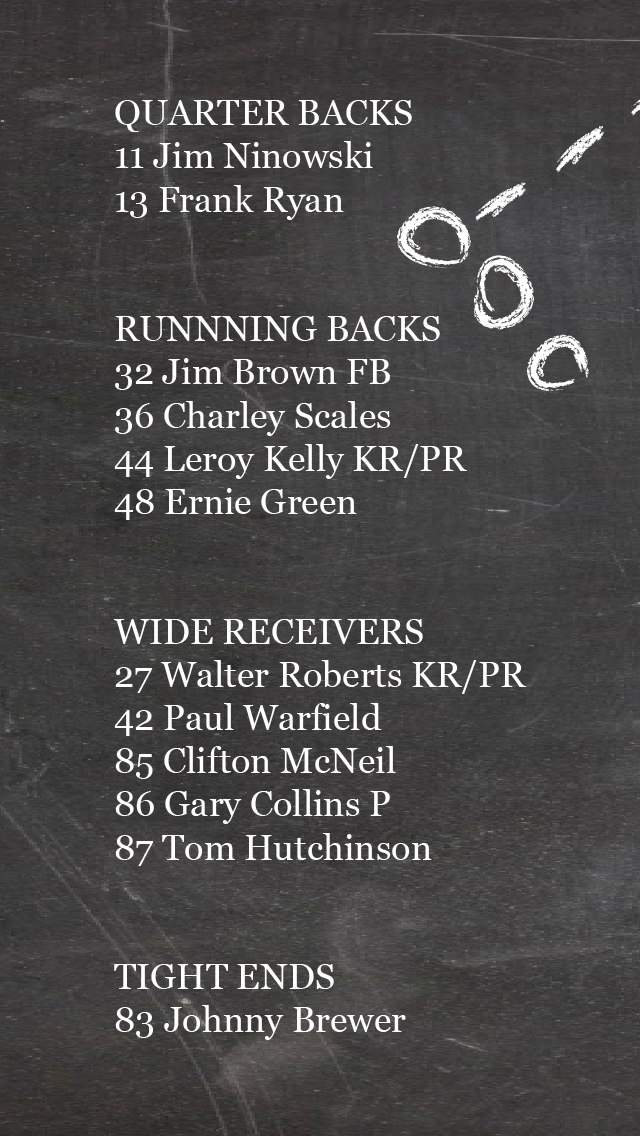 QUARTER BACKS
11 Jim Ninowski
13 Frank Ryan
RUNNNING BACKS
32 Jim Brown FB
36 Charley Scales
44 Leroy Kelly KR/PR
48 Ernie Green
WIDE RECEIVERS
27 Walter Roberts KR/PR
42 Paul Warfield
85 Clifton McNeil
86 Gary Collins P
87 Tom Hutchinson
TIGHT ENDS
83 Johnny Brewer